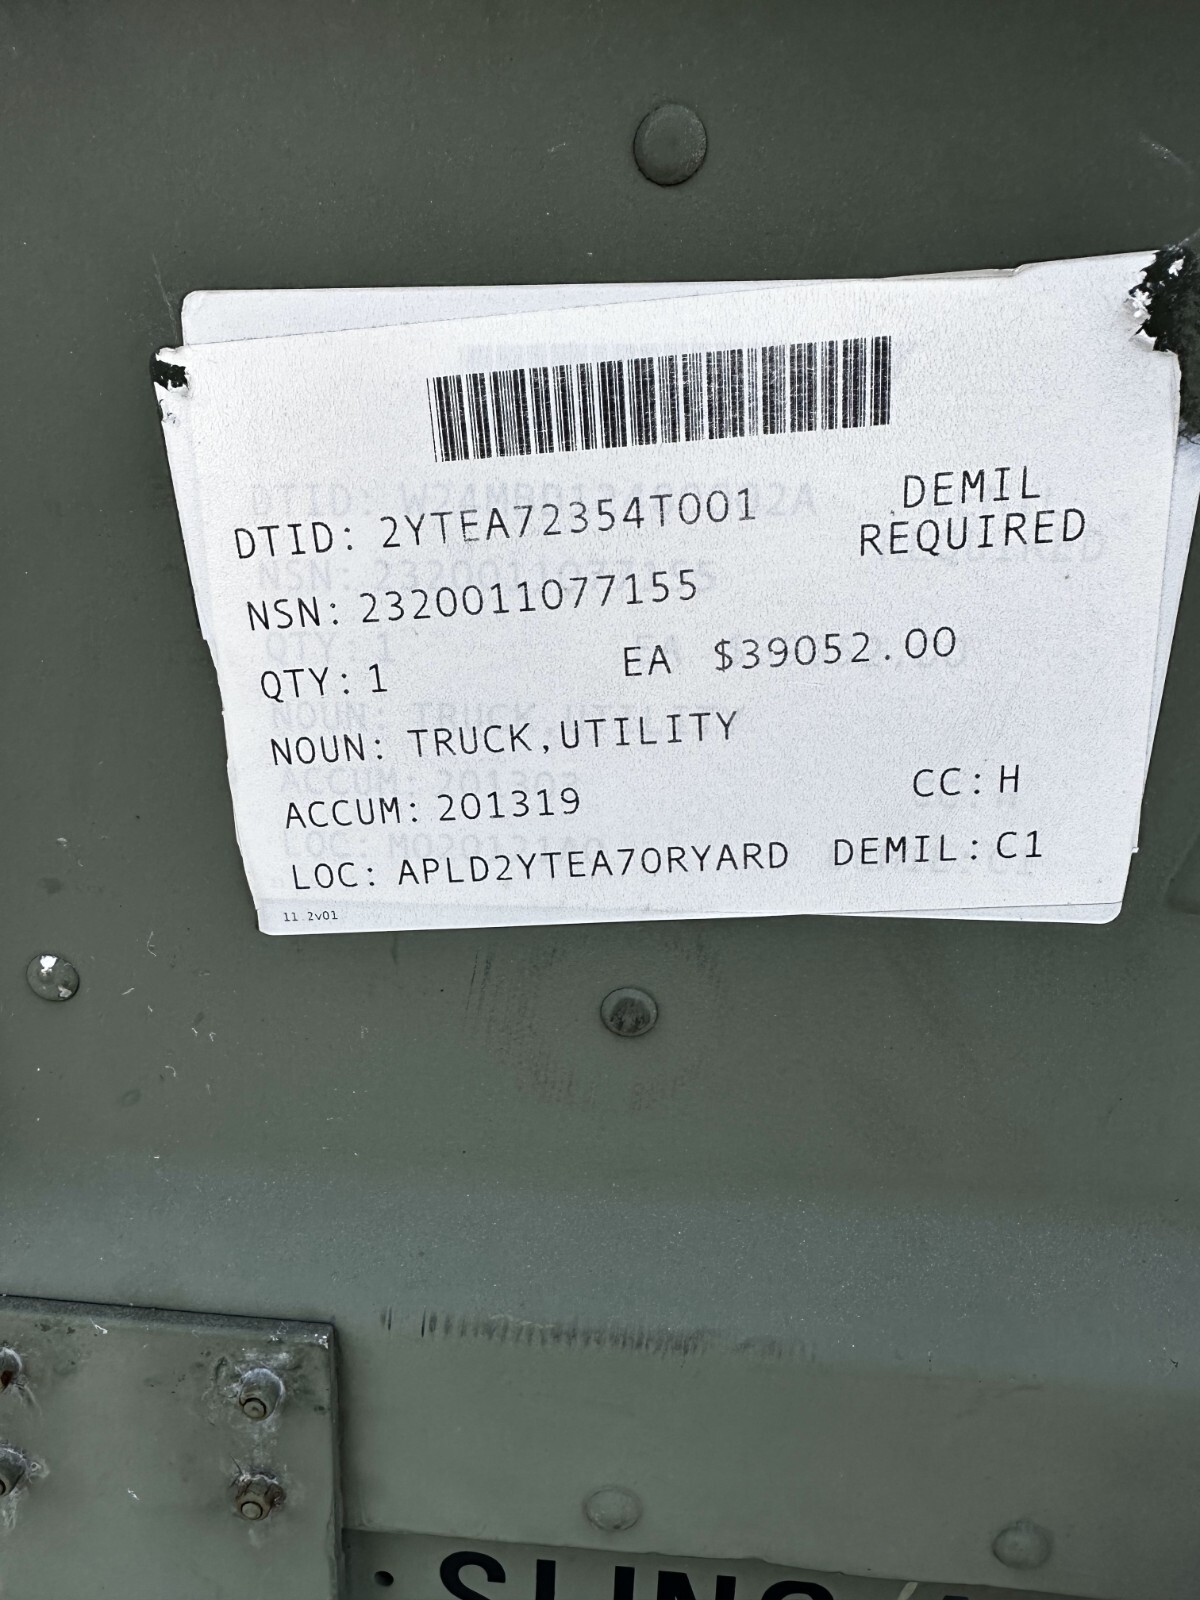 DTID: 2YTEA72354T001
DEMIL
REQUIRED
NSN: 2320011077155
QTY: 1 EA $39052.00
NOUN: TRUCK,UTILITY
ACCUM: 201319 CC: H
LOC: APLD2YTEA70RYARD DEMIL: C1
11.2v01
SLING